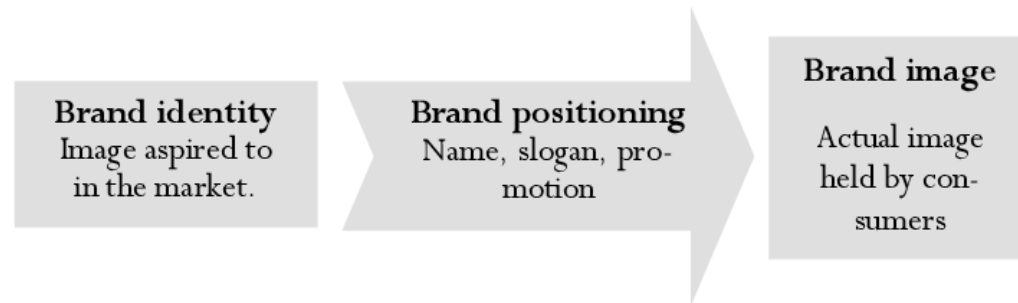 Brand identity
Image aspired to
in the market.
Brand positioning
Name, slogan, pro-
motion
Brand image
Actual image
held by con-
sumers